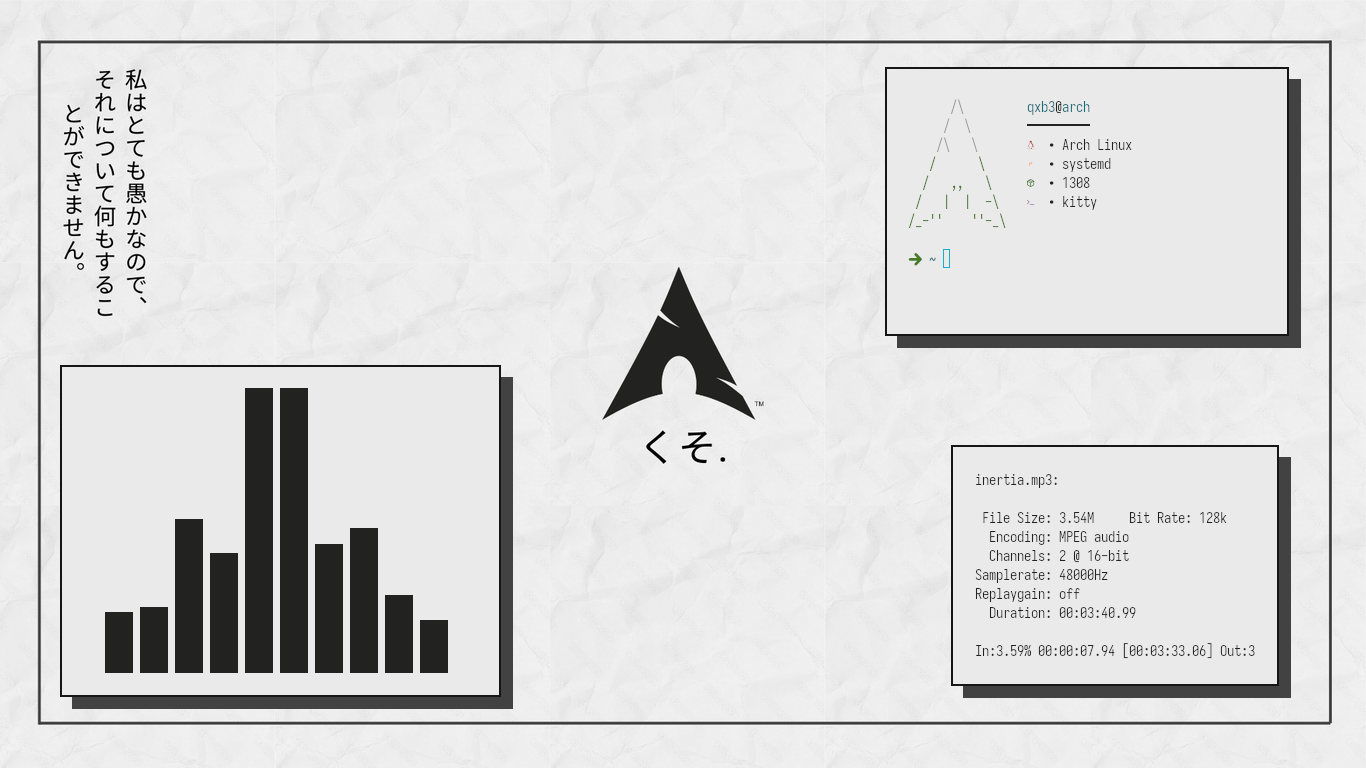 私はとても愚かなので、
それについて何もするこ
とができません。
くそ.
TM
qxb3@arch
• Arch Linux
• systemd
• 1308
• kitty
~
inertia.mp3:
File Size: 3.54M Bit Rate: 128k
Encoding: MPEG audio
Channels: 2 @ 16-bit
Samplerate: 48000Hz
Replaygain: off
Duration: 00:03:40.99
In:3.59% 00:00:07.94 [00:03:33.06] Out:3